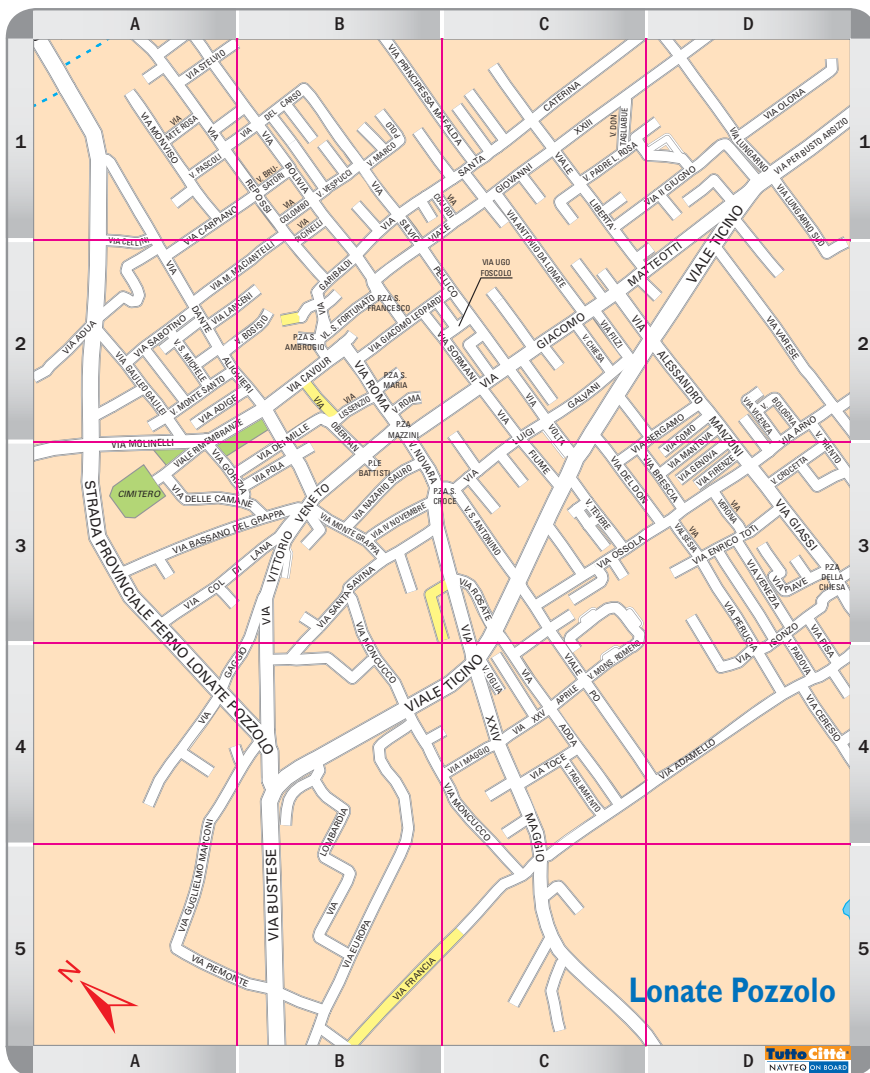 A B C D
1
2
3
4
5
1
2
3
4
5
VIA STELVIO
VIA PRINCIPESSA MAFALDA
VIA
MTE ROSA
VIA MONVISO
VIA
VIA
DEL CARSO
VIA
V. PASCOLI
V. BRU-
SATORI
REPOSSI
BOLIVIA
V. MARCO
POLO
VIA
V. VESPUCCI
VIA
COLOMBO
VIA
VIA CARPIANO
VIA CELLINI
SANTA
CATERINA
VIA
GIOVANNI
XXIII
VIALE
V. DON
TAGLIABUE
V. PADRE L. ROSA
VIALE
LIBERTA'
VIA II GIUGNO
VIA OLONA
VIA LUNGARNO
VIA PER BUSTO ARSIZIO
VIA LUNGARNO SUD
VIA
SILVIO
PELLICO
VIA ANTONIO DA LONATE
VIA UGO
FOSCOLO
MATTEOTTI
VIALE TICINO
VIA
VIA M. MACIANTELLI
GARIBALDI
VIA
VIA LANCENI
DANTE
VIA SABOTINO
V. BOSISIO
V.L. S. FORTUNATO
P.ZA S.
FRANCESCO
VIA GIACOMO LEOPARDI
P.ZA S.
AMBROGIO
VIA ADUA
V. S. MICHELE
VIA GALILEO GALILEI
V. MONTE SANTO
ALIGHIERI
VIA ADIGE
VIA CAVOUR
VIA ROMA
P.ZA S.
MARIA
V. ROMA
VIA
LISSENZIO
VIA
OBERDAN
P.ZA
MAZZINI
VIA SORMANI
VIA
GIACOMO
V. CHIESA
VIA FILZI
VIA
GALVANI
VIA
VIA
LUIGI
VOLTA
VIA
ALESSANDRO
MANZONI
VIA VARESE
VIA VICENZA
V. BOLOGNA
VIA ARNO
V. TRENTO
VIA MOLINELLI
VIALE RIMEMBRANZE
VIA DEI MILLE
VIA GORIZIA
VIA POLA
CIMITERO
VIA DELLE CAMANE
P.LE
BATTISTI
V. NOVARA
VIA NAZARIO SAURO
P.ZA S.
CROCE
VIA
FIUME
V. S. ANTONINO
VIA BERGAMO
V. GIACOMO
VIA MANTOVA
VIA GENOVA
VIA FIRENZE
VIA BRESCIA
VIA DELDON
V. CROCETTA
VIA GIASSI
V. TEVERE
VIA
VERONA
VIA
VALSESIA
VIA ENRICO TOTI
VIA OSSOLA
VIA VENEZIA
VIA PIAVE
P.ZA
DELLA
CHIESA
STRADA PROVINCIALE FERNO LONATE POZZOLO
VIA BASSANO DEL GRAPPA
VIA COL DI LANA
VIA
VITTORIO
VENETO
VIA MONTE GRAPPA
VIA IV NOVEMBRE
VIA SANTA SAVINA
VIA ROSATE
VIA
XXIV
MAGGIO
VIA PERUGIA
VIA
ISONZO
VIA PISA
V. PADOVA
VIA CERESIO
VIA
GAGGIO
VIA MONCUCCO
VIALE TICINO
V. OGLIA
VIA
ADDA
VIALE
PO
V. MONS. ROMERO
VIA XXV APRILE
VIA I MAGGIO
VIA TOCE
V. TAGLIAMENTO
VIA ADAMELLO
VIA MONCUCCO
VIA GUGLIELMO MARCONI
VIA BUSTESE
LOMBARDIA
VIA
VIA EUROPA
VIA PIEMONTE
VIA FRANCIA
N
Lonate Pozzolo
A B C D
TuttoCittà
NAVTEQ ON BOARD